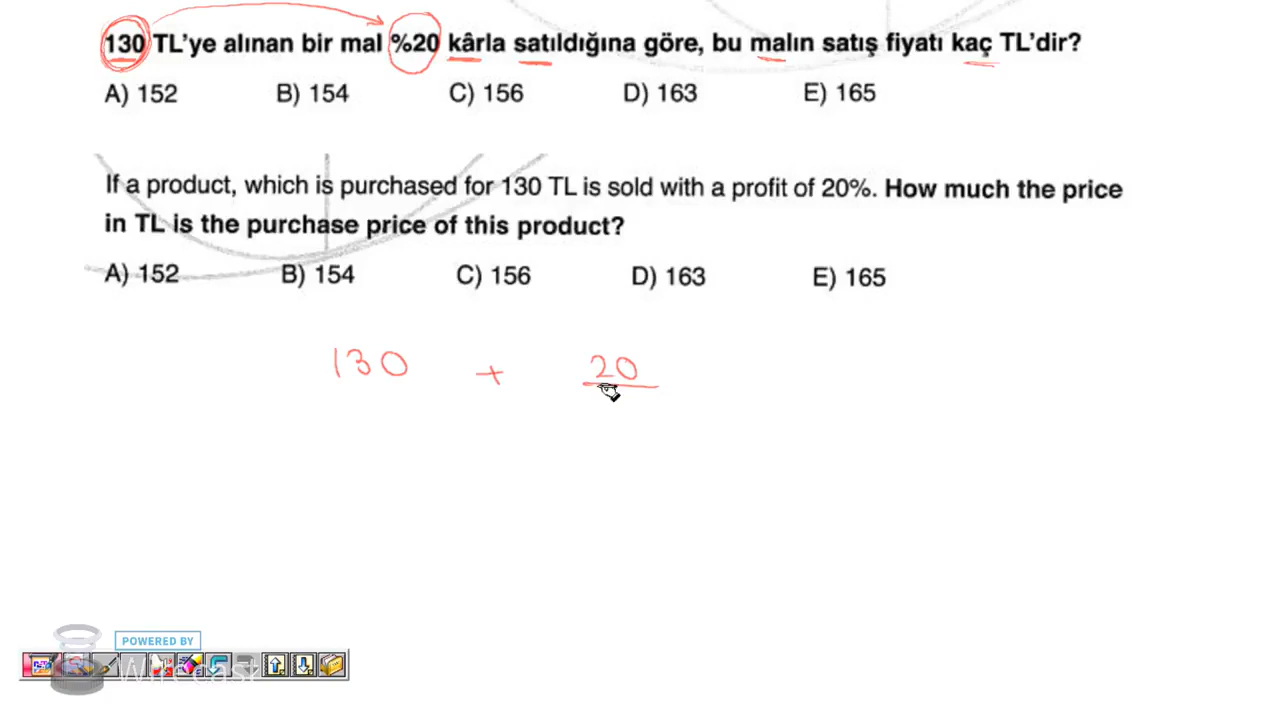 130 TL'ye alınan bir mal %20 kârla satıldığına göre, bu malın satış fiyatı kaç TL'dir?
A) 152 B) 154 C) 156 D) 163 E) 165
If a product, which is purchased for 130 TL is sold with a profit of 20%. How much the price
in TL is the purchase price of this product?
A) 152 B) 154 C) 156 D) 163 E) 165
130 + 20
POWERED BY
Wirecast